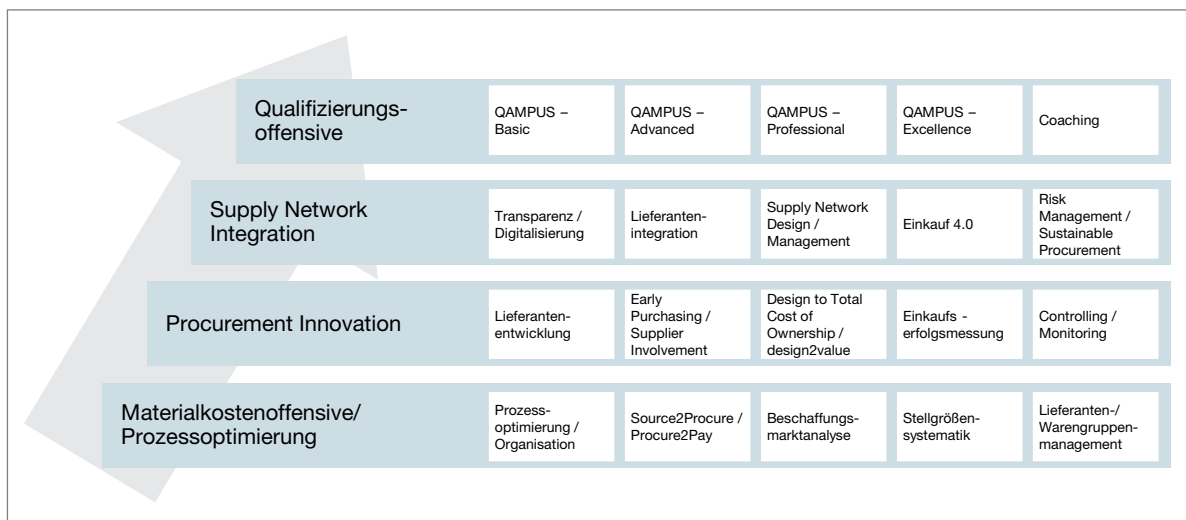 Qualifizierungs-
offensive
QAMPUS –
Basic
QAMPUS –
Advanced
QAMPUS –
Professional
QAMPUS –
Excellence
Coaching
Supply Network
Integration
Transparenz /
Digitalisierung
Lieferanten-
integration
Supply Network
Design /
Management
Einkauf 4.0
Risk
Management /
Sustainable
Procurement
Procurement Innovation
Lieferanten-
entwicklung
Early
Purchasing /
Supplier
Involvement
Design to Total
Cost of
Ownership /
design2value
Einkaufs -
erfolgsmessung
Controlling /
Monitoring
Materialkostenoffensive/
Prozessoptimierung
Prozess-
optimierung /
Organisation
Source2Procure /
Procure2Pay
Beschaffungs-
marktanalyse
Stellgrößen-
systematik
Lieferanten-/
Warengruppen-
management